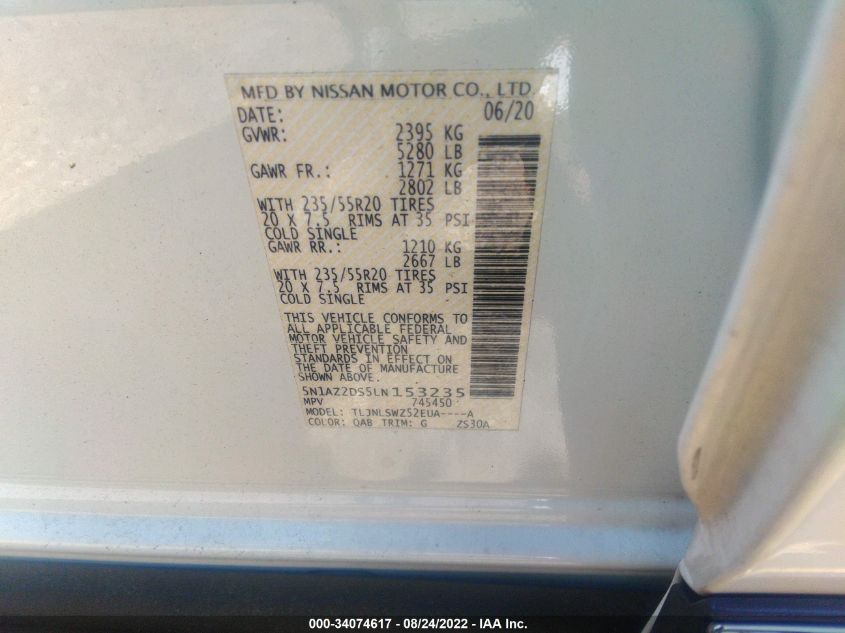 MFD BY NISSAN MOTOR CO., LTD.
DATE: 06/20
GVWR: 2395 KG
5280 LB
GAWR FR.: 1271 KG
2802 LB
WITH 235/55R20 TIRES
20 X 7.5 RIMS AT 35 PSI
COLD SINGLE
GAWR RR.: 1210 KG
2667 LB
WITH 235/55R20 TIRES
20 X 7.5 RIMS AT 35 PSI
COLD SINGLE
THIS VEHICLE CONFORMS TO
ALL APPLICABLE FEDERAL
MOTOR VEHICLE SAFETY AND
THEFT PREVENTION
STANDARDS IN EFFECT ON
THE DATE OF MANUFACTURE
SHOWN ABOVE.
5N1AZ2DS5LN153235
MPV 745450
MODEL: TLJNLSWZ52EUA----A
COLOR: QAB TRIM: G ZS30A
000-34074617 - 08/24/2022 - IAA Inc.